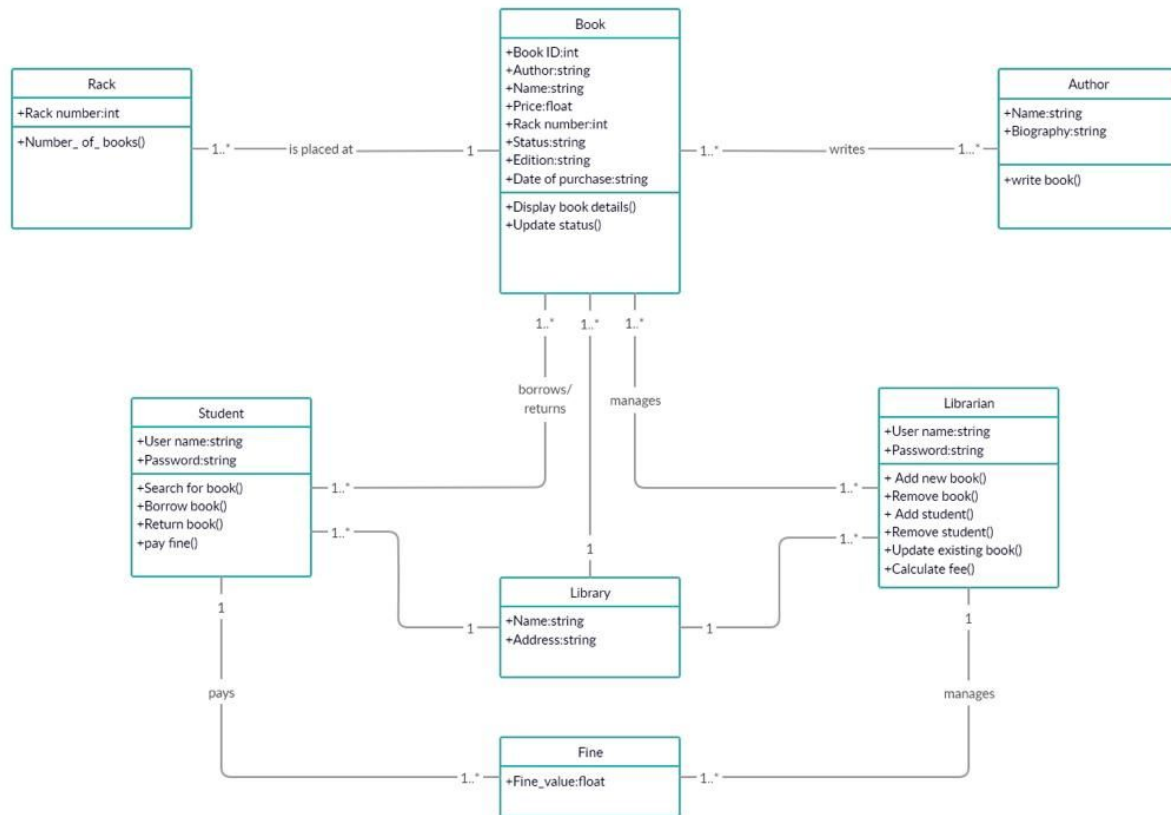 Book
+Book ID:int
+Author:string
+Name:string
+Price:float
+Rack number:int
+Status:string
+Edition:string
+Date of purchase:string
+Display book details()
+Update status()
Rack
+Rack number:int
+Number_ of_ books()
1..*
is placed at
1
1..*
writes
1...*
Author
+Name:string
+Biography:string
+write book()
1..*
1..*
1..*
borrows/
returns
manages
Student
+User name:string
+Password:string
+Search for book()
+Borrow book()
+Return book()
+pay fine()
1..*
1..*
1
Librarian
+User name:string
+Password:string
+ Add new book()
+Remove book()
+ Add student()
+Remove student()
+Update existing book()
+Calculate fee()
1..*
1..*
1
1
Library
+Name:string
+Address:string
1
1
pays
manages
Fine
+Fine_value:float
1..*
1..*